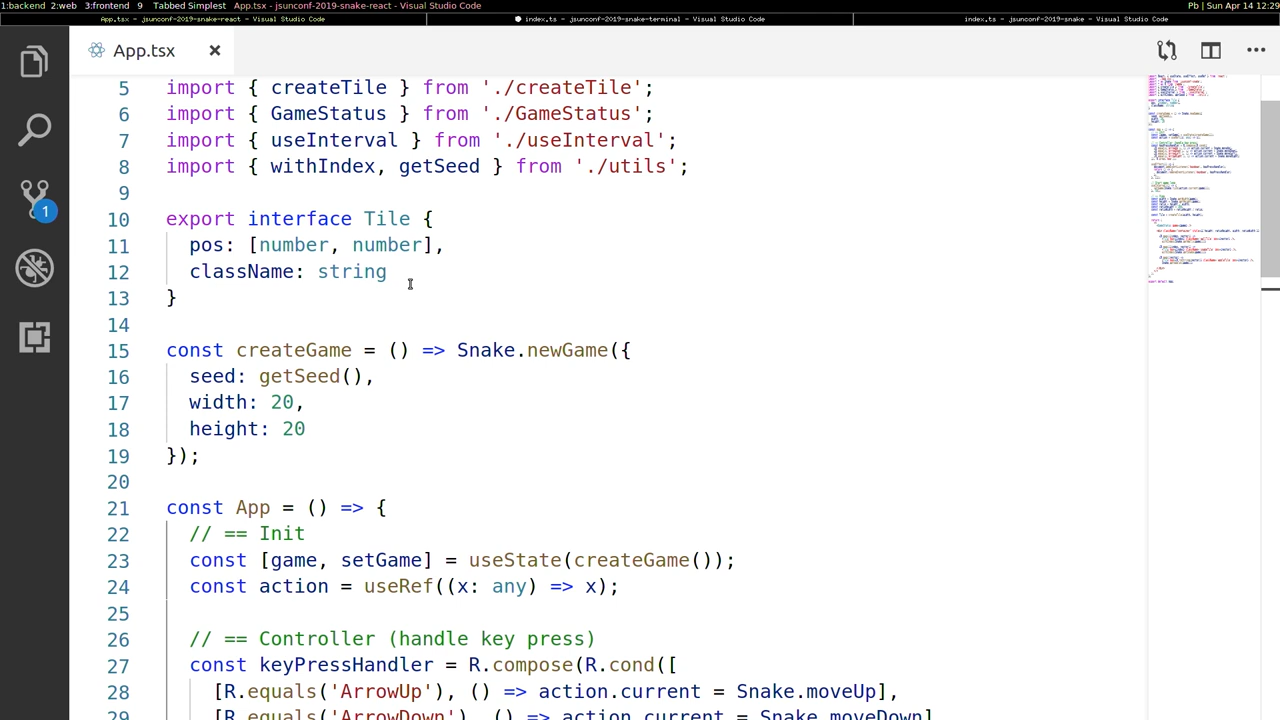 1:backend 2:web 3:frontend 9 Tabbed Simplest App.tsx - jsunconf-2019-snake-react - Visual Studio Code Pb | Sun Apr 14 12:29
App.tsx - jsunconf-2019-snake-react - Visual Studio Code index.ts - jsunconf-2019-snake-terminal - Visual Studio Code index.ts - jsunconf-2019-snake - Visual Studio Code
App.tsx
5 import { createTile } from './createTile';
6 import { GameStatus } from './GameStatus';
7 import { useInterval } from './useInterval';
8 import { withIndex, getSeed } from './utils';
9
10 export interface Tile {
11 pos: [number, number],
12 className: string
13 }
14
15 const createGame = () => Snake.newGame({
16 seed: getSeed(),
17 width: 20,
18 height: 20
19 });
20
21 const App = () => {
22 // == Init
23 const [game, setGame] = useState(createGame());
24 const action = useRef((x: any) => x);
25
26 // == Controller (handle key press)
27 const keyPressHandler = R.compose(R.cond([
28 [R.equals('ArrowUp'), () => action.current = Snake.moveUp],
29 [R.equals('ArrowDown'), () => action.current = Snake.moveDown],
1